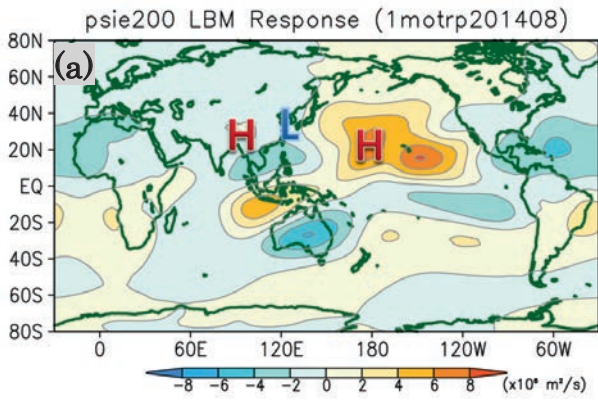 psie200 LBM Response (1motrp201408)
80N
(a)
60N
40N
H L
20N
H
EQ
20S
40S
60S
80S
0 60E 120E 180 120W 60W
-8 -6 -4 -2 0 2 4 6 8 (x10⁶ m²/s)